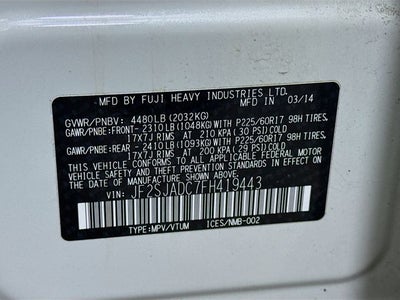 MFD BY FUJI HEAVY INDUSTRIES LTD.
MADE IN 03/14
GVWR/PNBV: 4480LB (2032KG)
GAWR/PNBE:FRONT-2310LB(1048KG)WITH P225/60R17 98H TIRES,
17X7J RIMS AT 210 KPA(30 PSI)COLD
GAWR/PNBE:REAR -2410LB(1093KG)WITH P225/60R17 98H TIRES,
17X7J RIMS AT 200 KPA(29 PSI)COLD
THIS VEHICLE CONFORMS TO ALL APPLICABLE FEDERAL MOTOR
VEHICLE SAFETY AND BUMPER STANDARDS IN EFFECT ON THE
DATE OF MANUFACTURE SHOWN ABOVE.
VIN: JF2SJADC7FH419443
TYPE:MPV/VTUM ICES/NMB-002